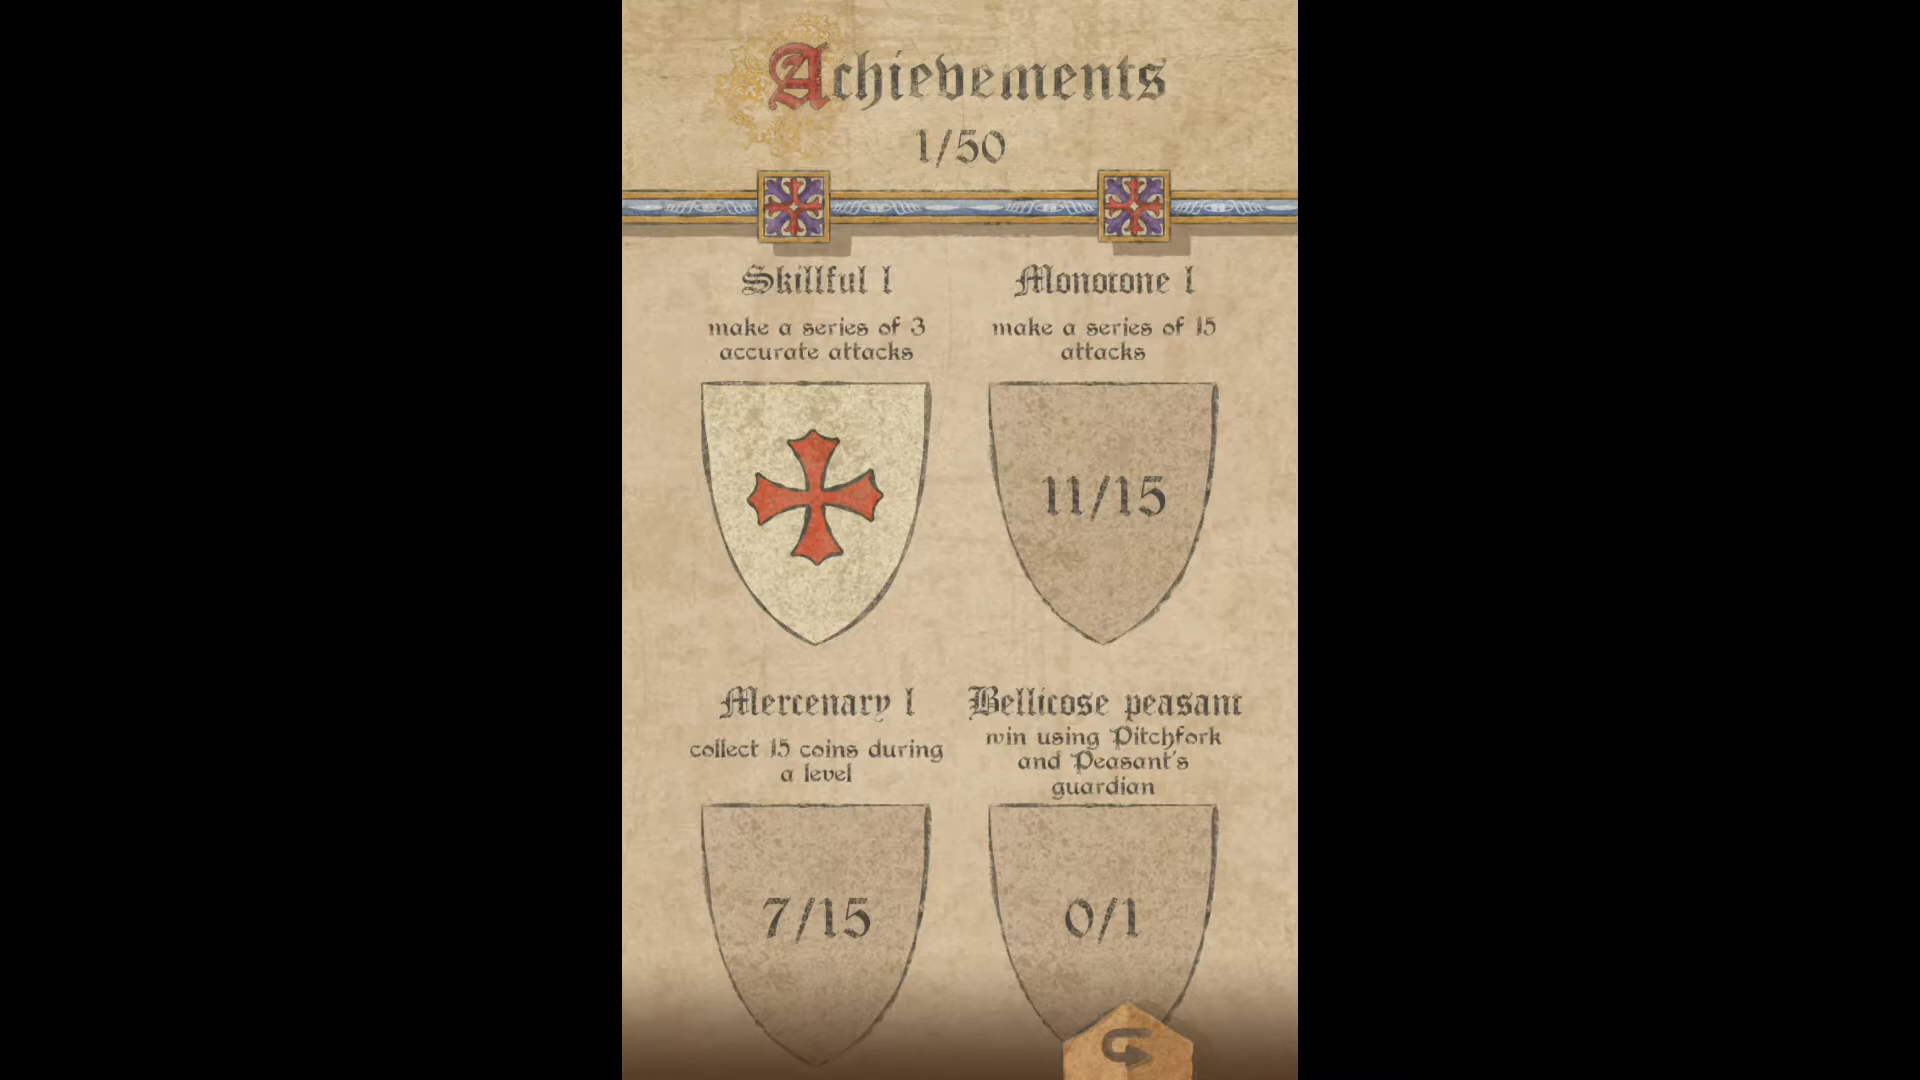 Achievements
1/50
Skillful I
make a series of 3
accurate attacks
Monotone I
make a series of 15
attacks
11/15
Mercenary I
collect 15 coins during
a level
7/15
Bellicose peasant
win using Pitchfork
and Peasant's
guardian
0/1